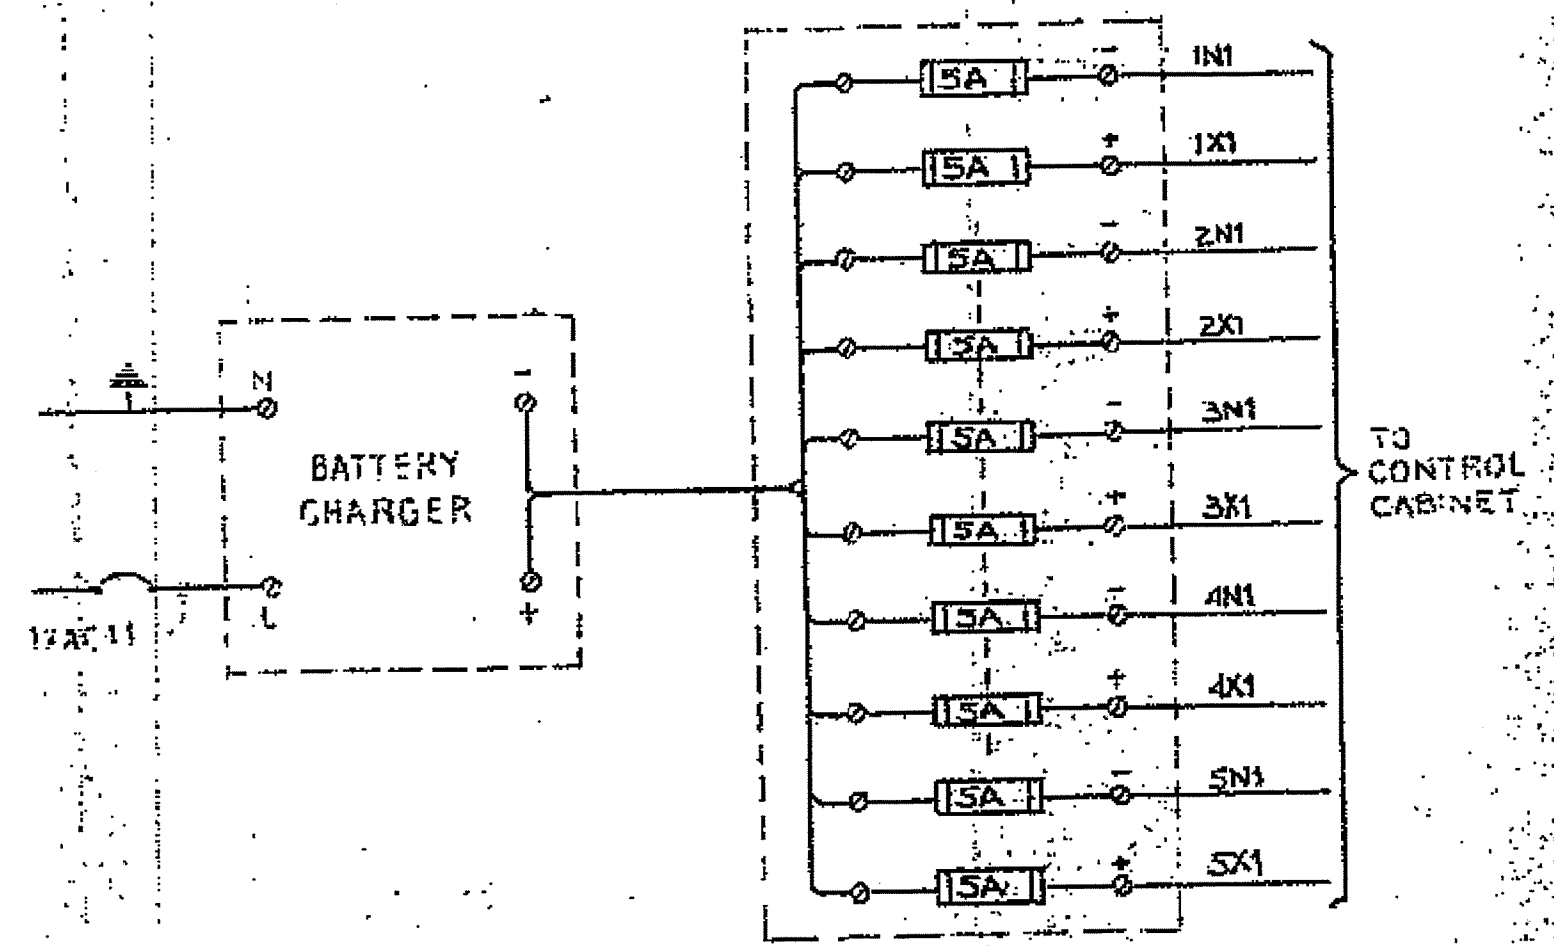 − 1N1
5A
+ 1X1
5A
− 2N1
5A
+ 2X1
5A
− 3N1
5A
+ 3X1
5A
− 4N1
5A
+ 4X1
5A
− 5N1
5A
+ 5X1
5A
N
−
BATTERY
CHARGER
L
+
TO
CONTROL
CABINET